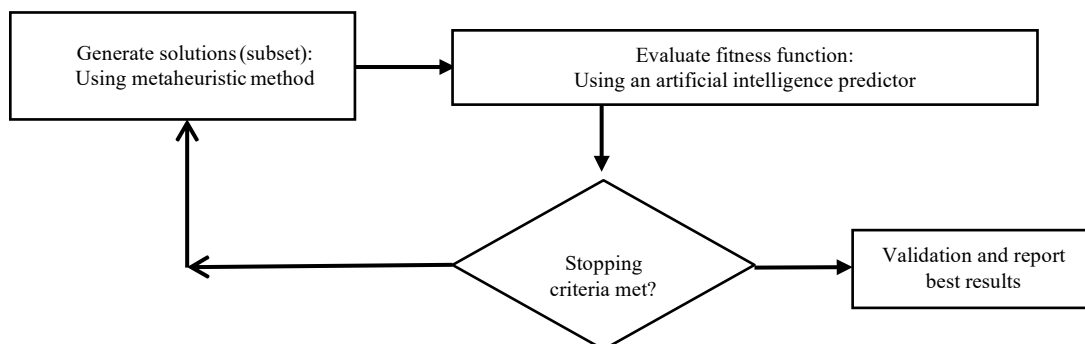 Generate solutions (subset):
Using metaheuristic method
Evaluate fitness function:
Using an artificial intelligence predictor
Stopping
criteria met?
Validation and report
best results